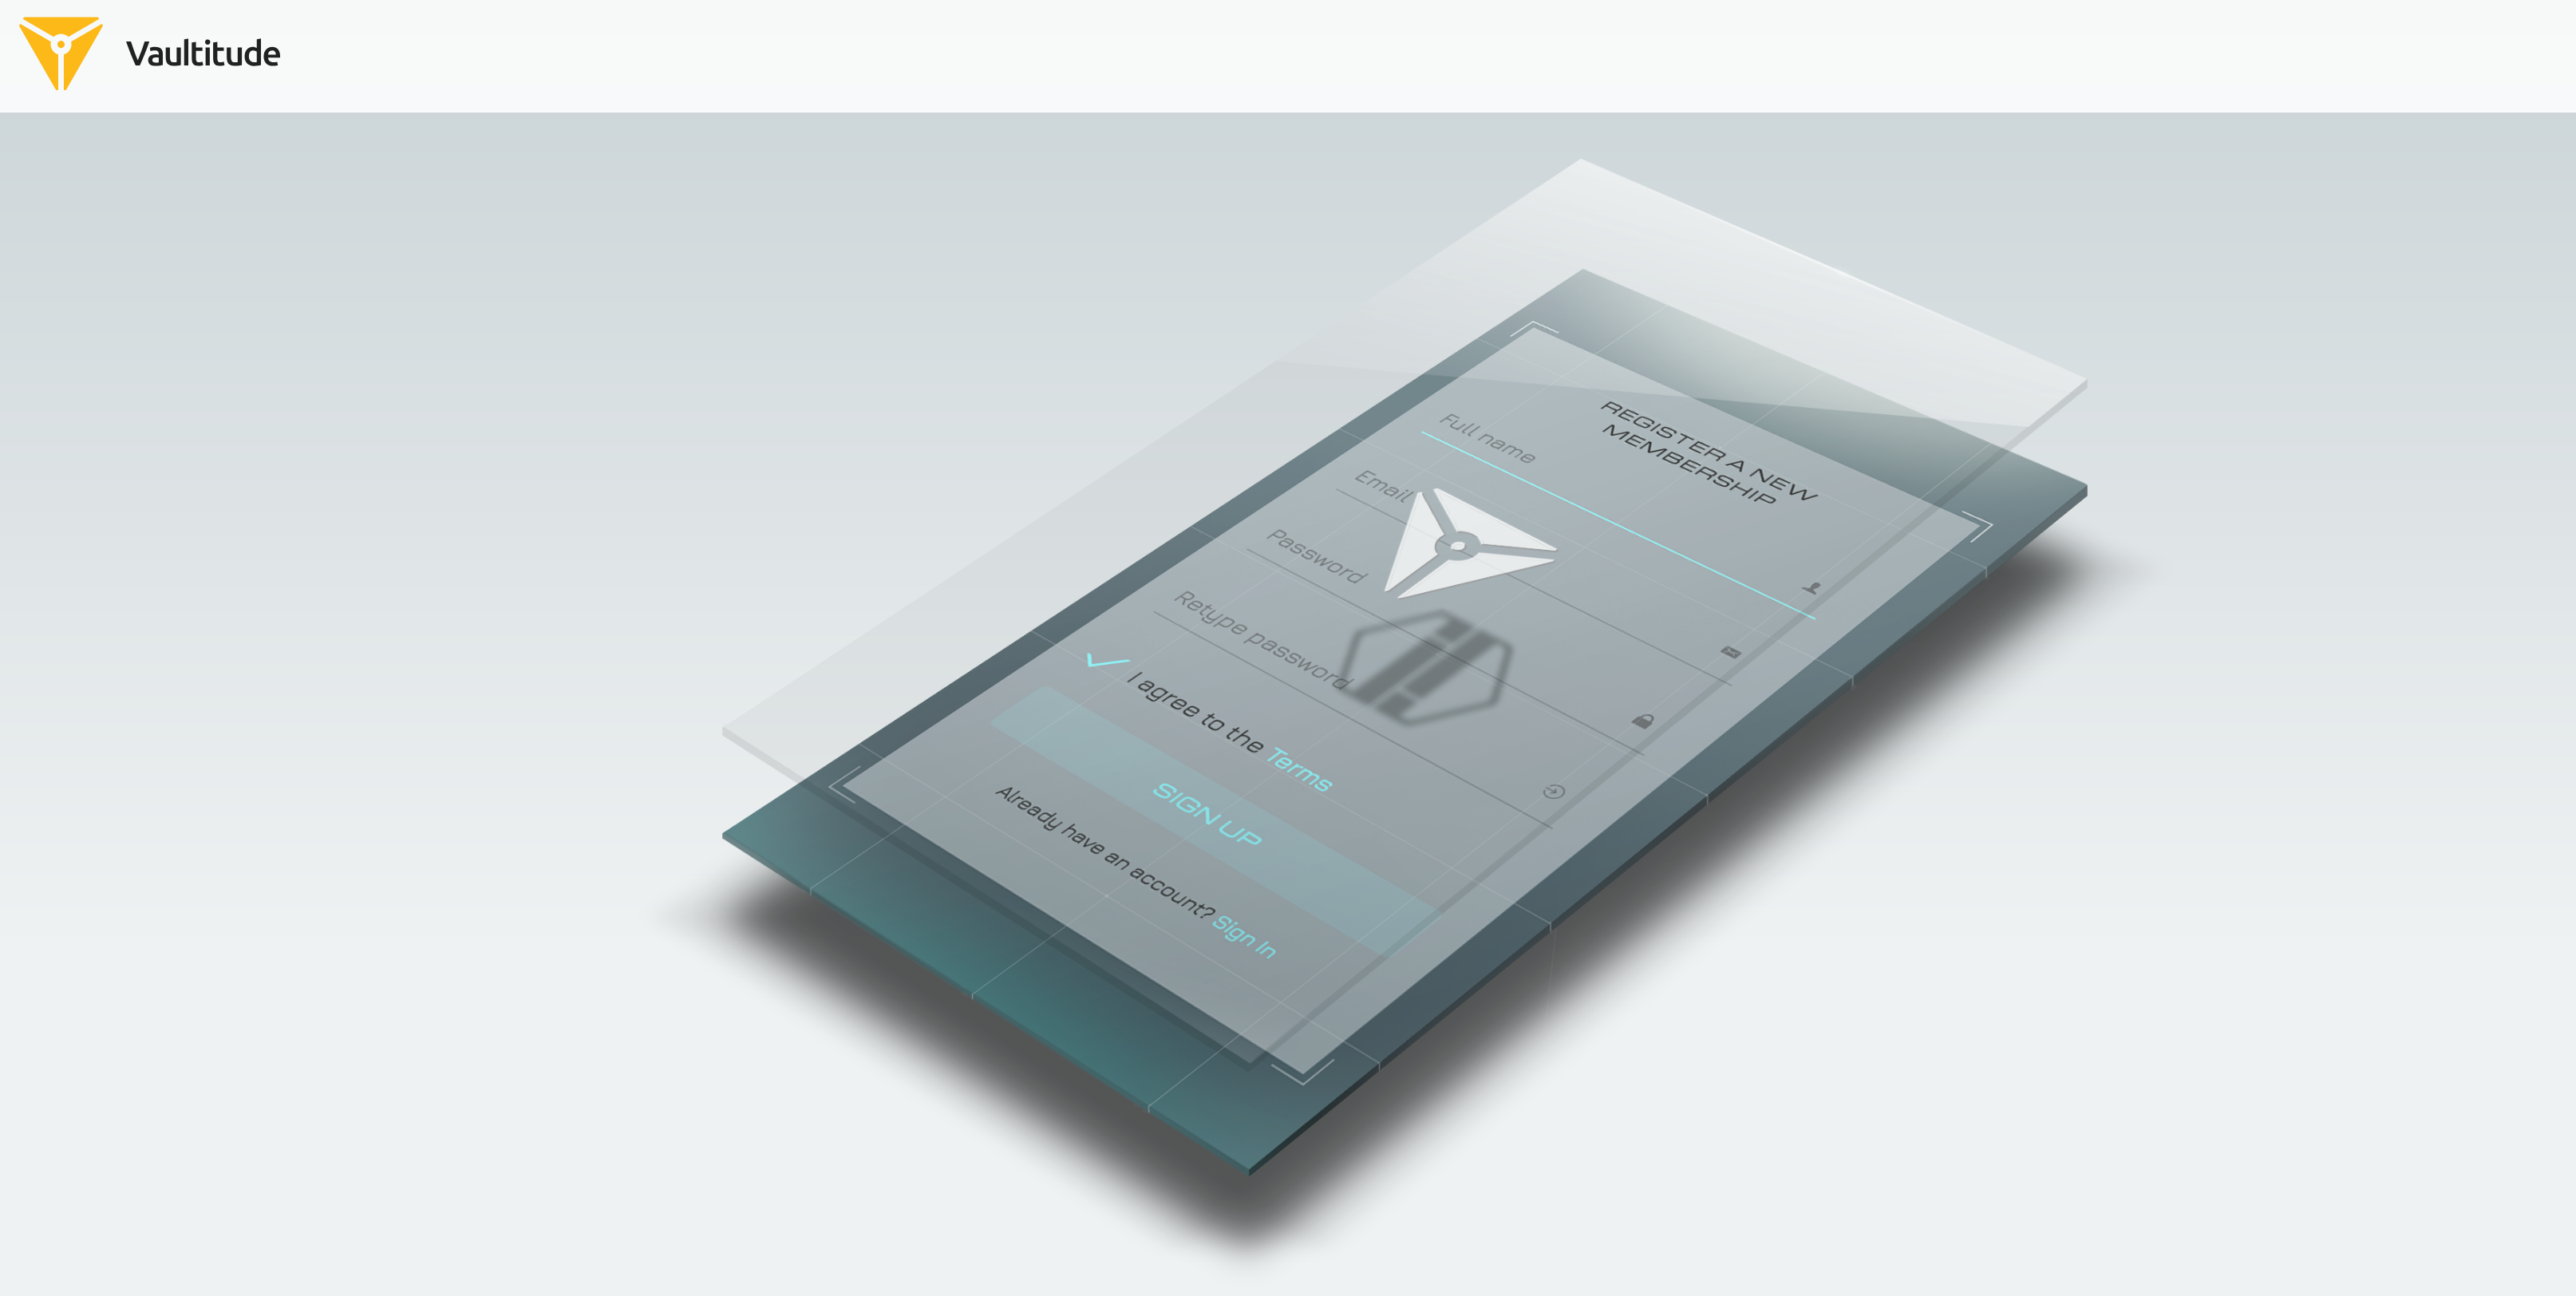 Vaultitude
REGISTER A NEW
MEMBERSHIP
Full name
Email
Password
Retype password
I agree to the Terms
SIGN UP
Already have an account? Sign In